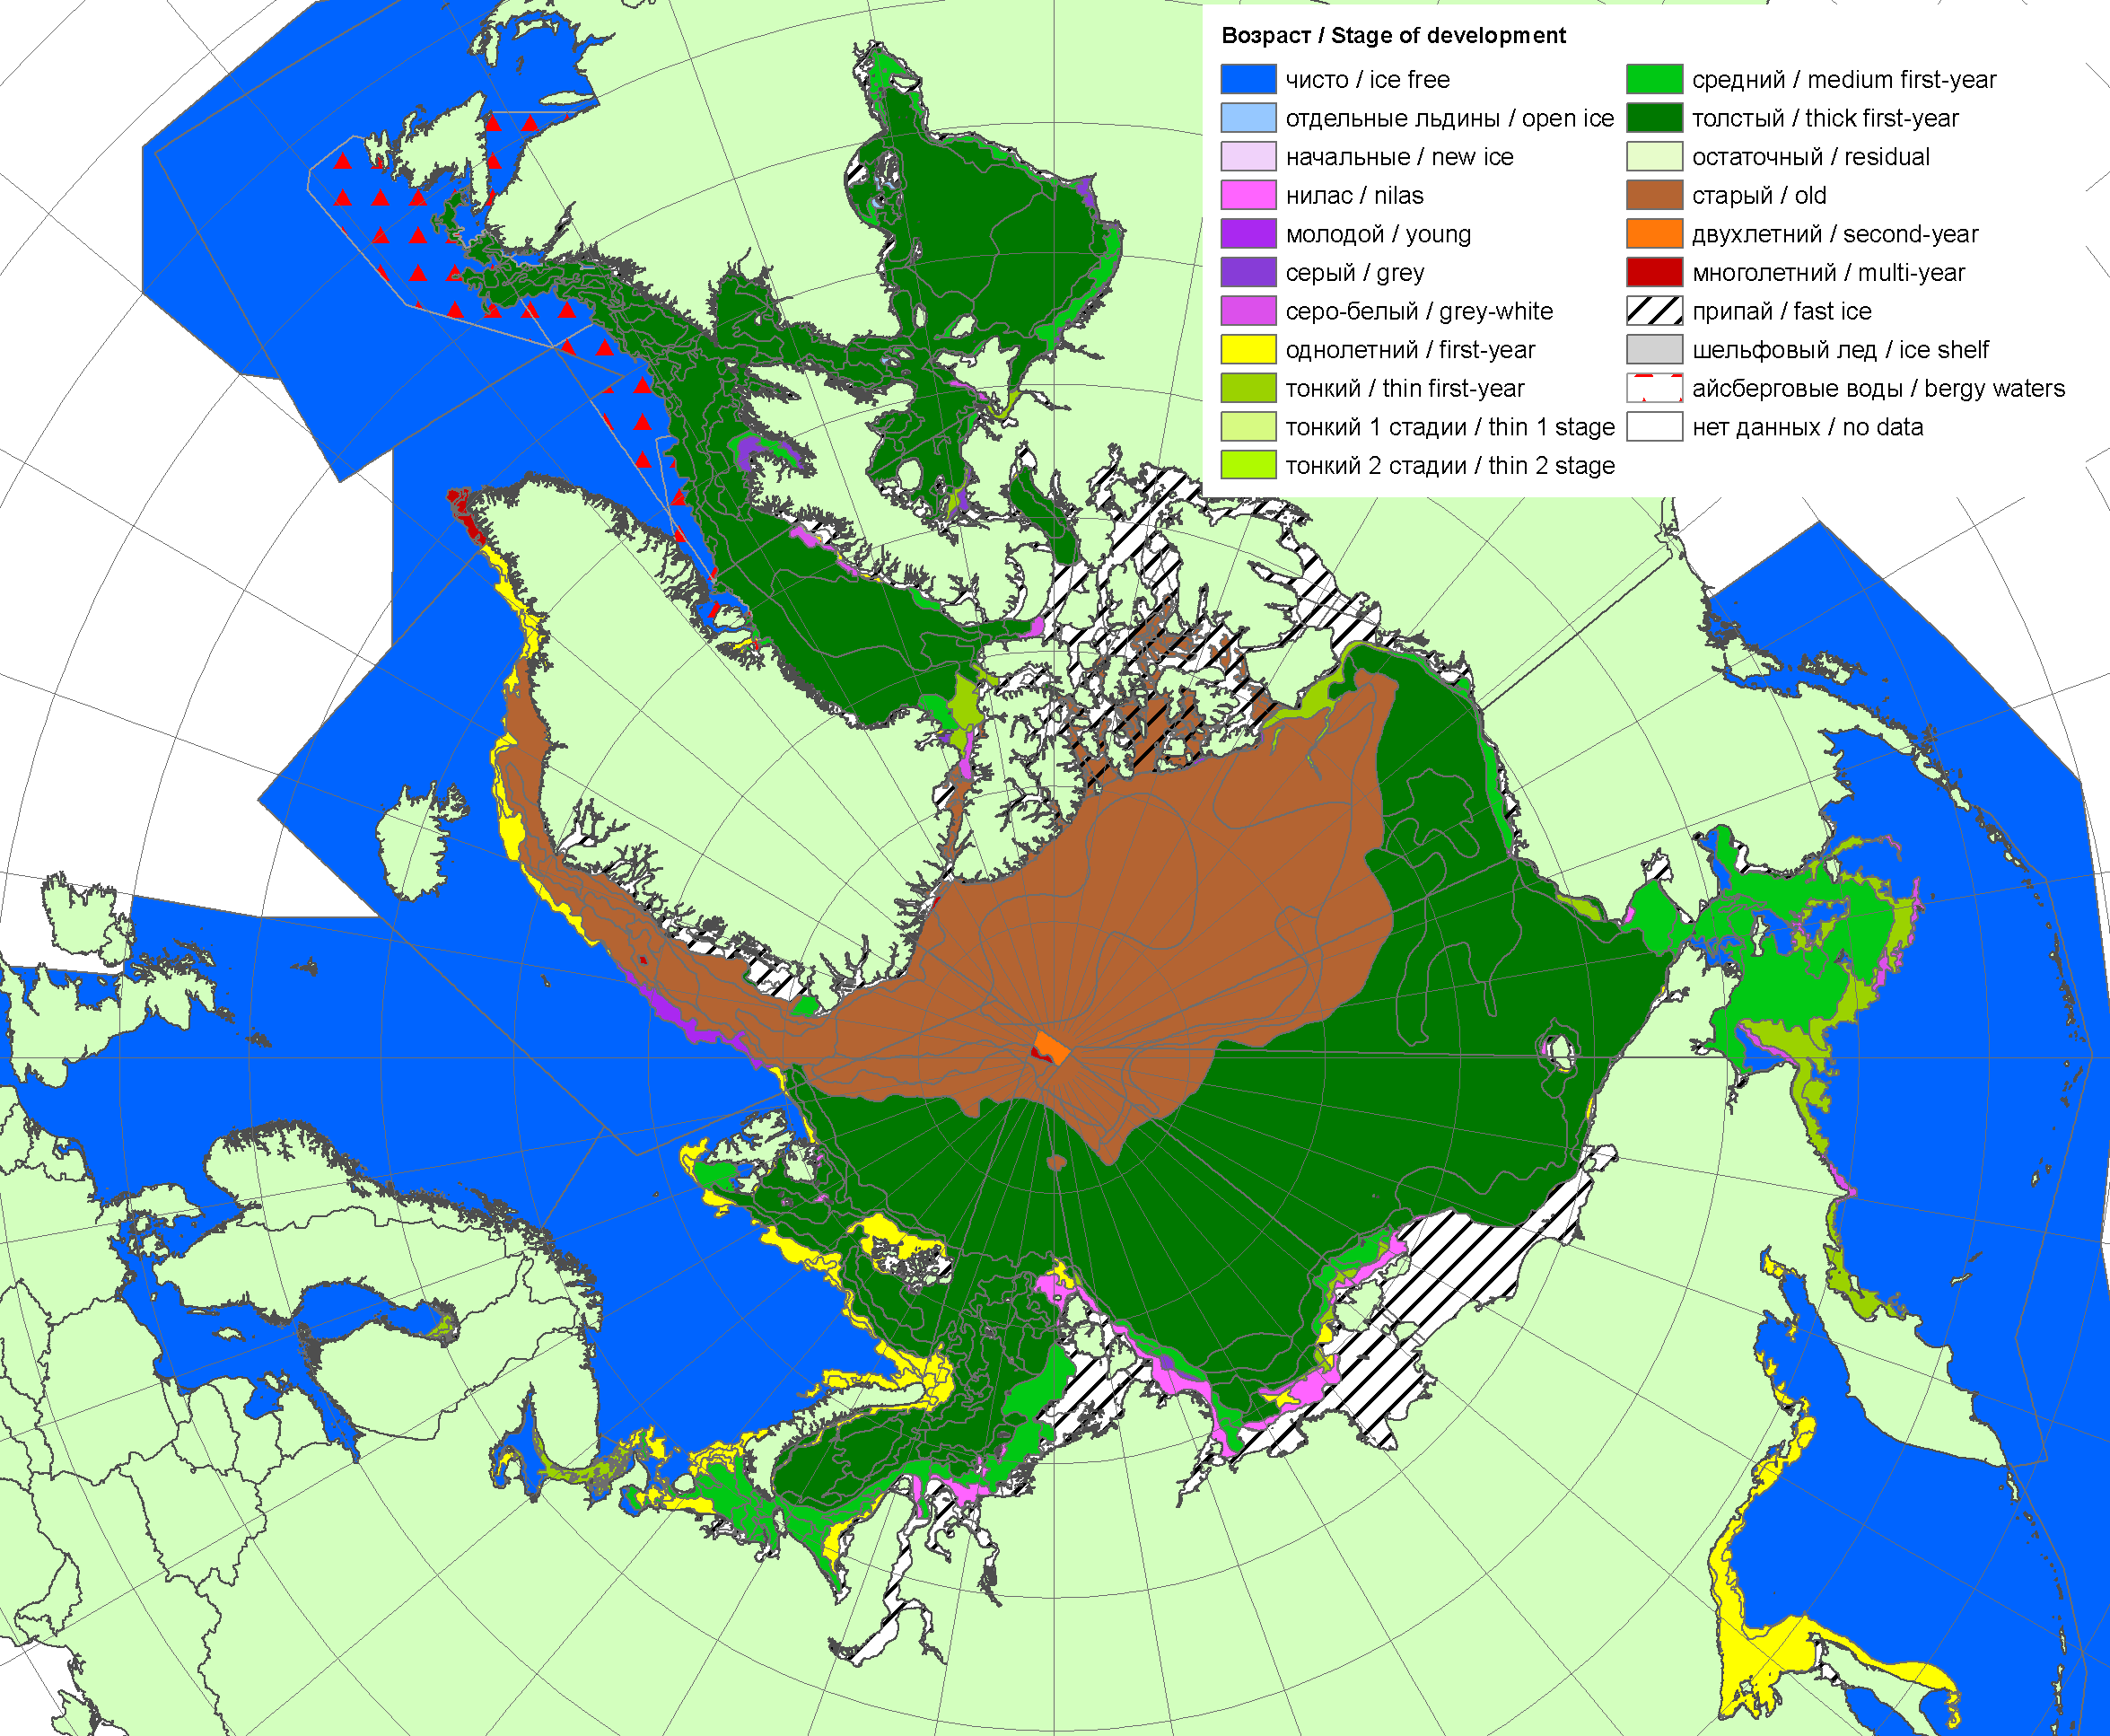 Возраст / Stage of development
чисто / ice free
отдельные льдины / open ice
начальные / new ice
нилас / nilas
молодой / young
серый / grey
серо-белый / grey-white
однолетний / first-year
тонкий / thin first-year
тонкий 1 стадии / thin 1 stage
тонкий 2 стадии / thin 2 stage
средний / medium first-year
толстый / thick first-year
остаточный / residual
старый / old
двухлетний / second-year
многолетний / multi-year
припай / fast ice
шельфовый лед / ice shelf
айсберговые воды / bergy waters
нет данных / no data